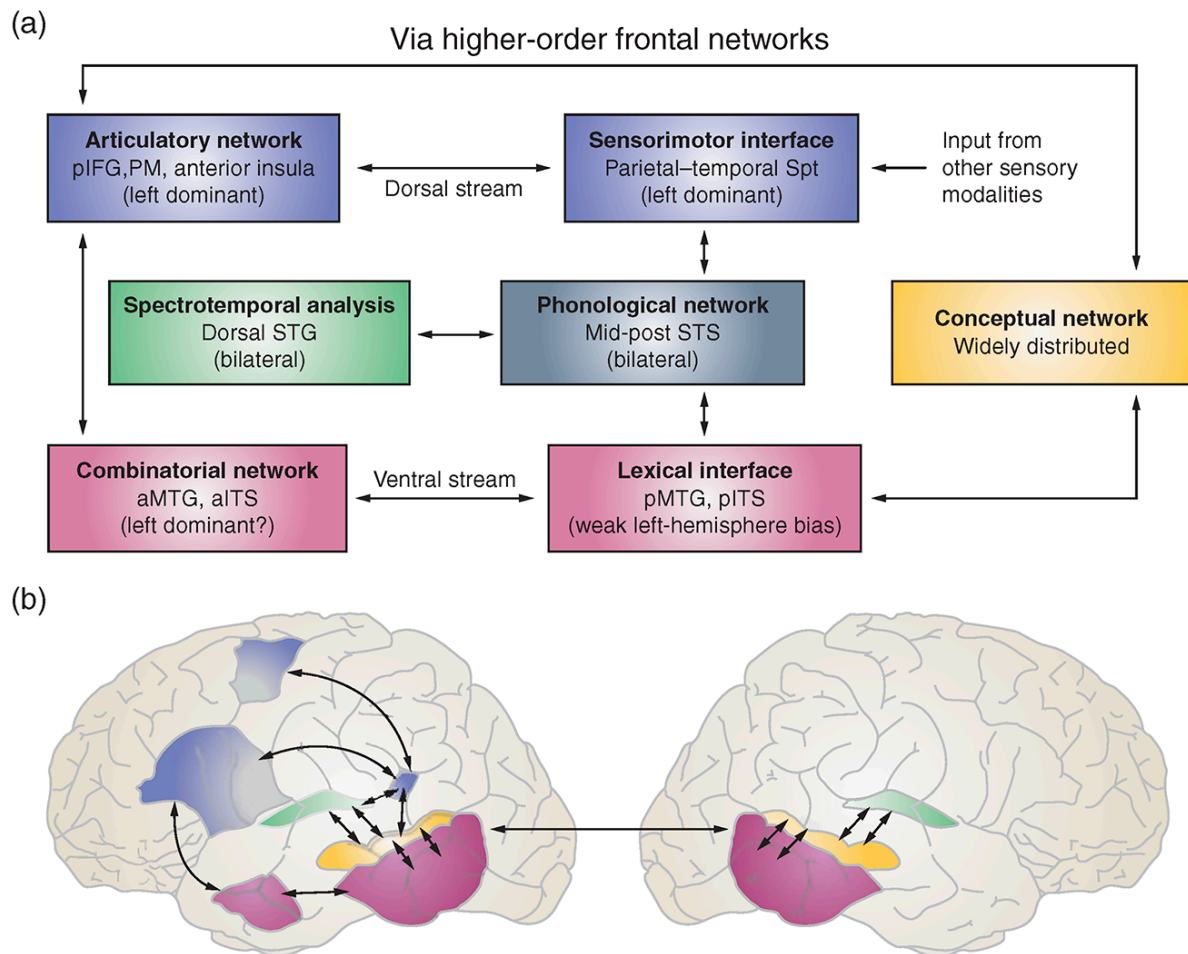 (a)
Via higher-order frontal networks
Articulatory network
pIFG,PM, anterior insula
(left dominant)
Dorsal stream
Sensorimotor interface
Parietal–temporal Spt
(left dominant)
Input from
other sensory
modalities
Spectrotemporal analysis
Dorsal STG
(bilateral)
Phonological network
Mid-post STS
(bilateral)
Conceptual network
Widely distributed
Combinatorial network
aMTG, aITS
(left dominant?)
Ventral stream
Lexical interface
pMTG, pITS
(weak left-hemisphere bias)
(b)